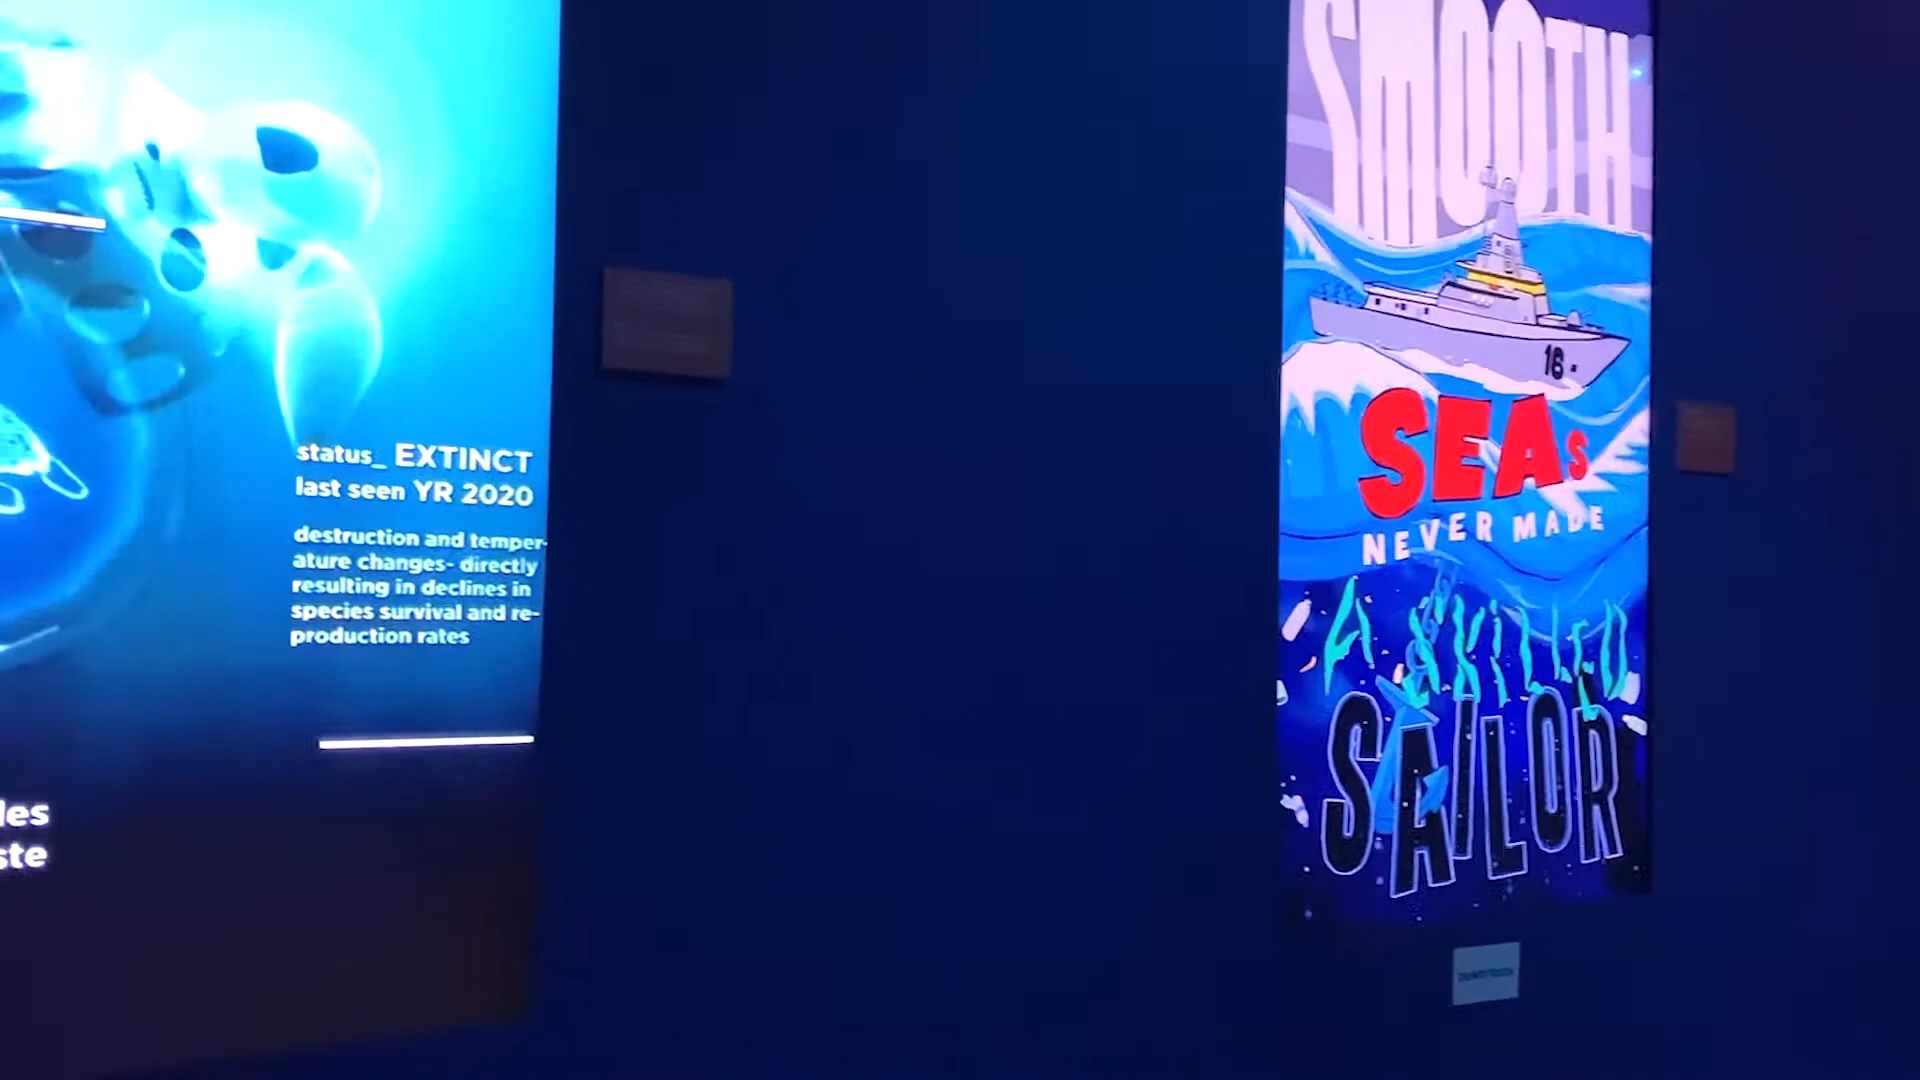 status_ EXTINCT
last seen YR 2020
destruction and temper-
ature changes- directly
resulting in declines in
species survival and re-
production rates
les
ste
SMOOTH
16
SEAs
NEVER MADE
A SKILLED
SAILOR